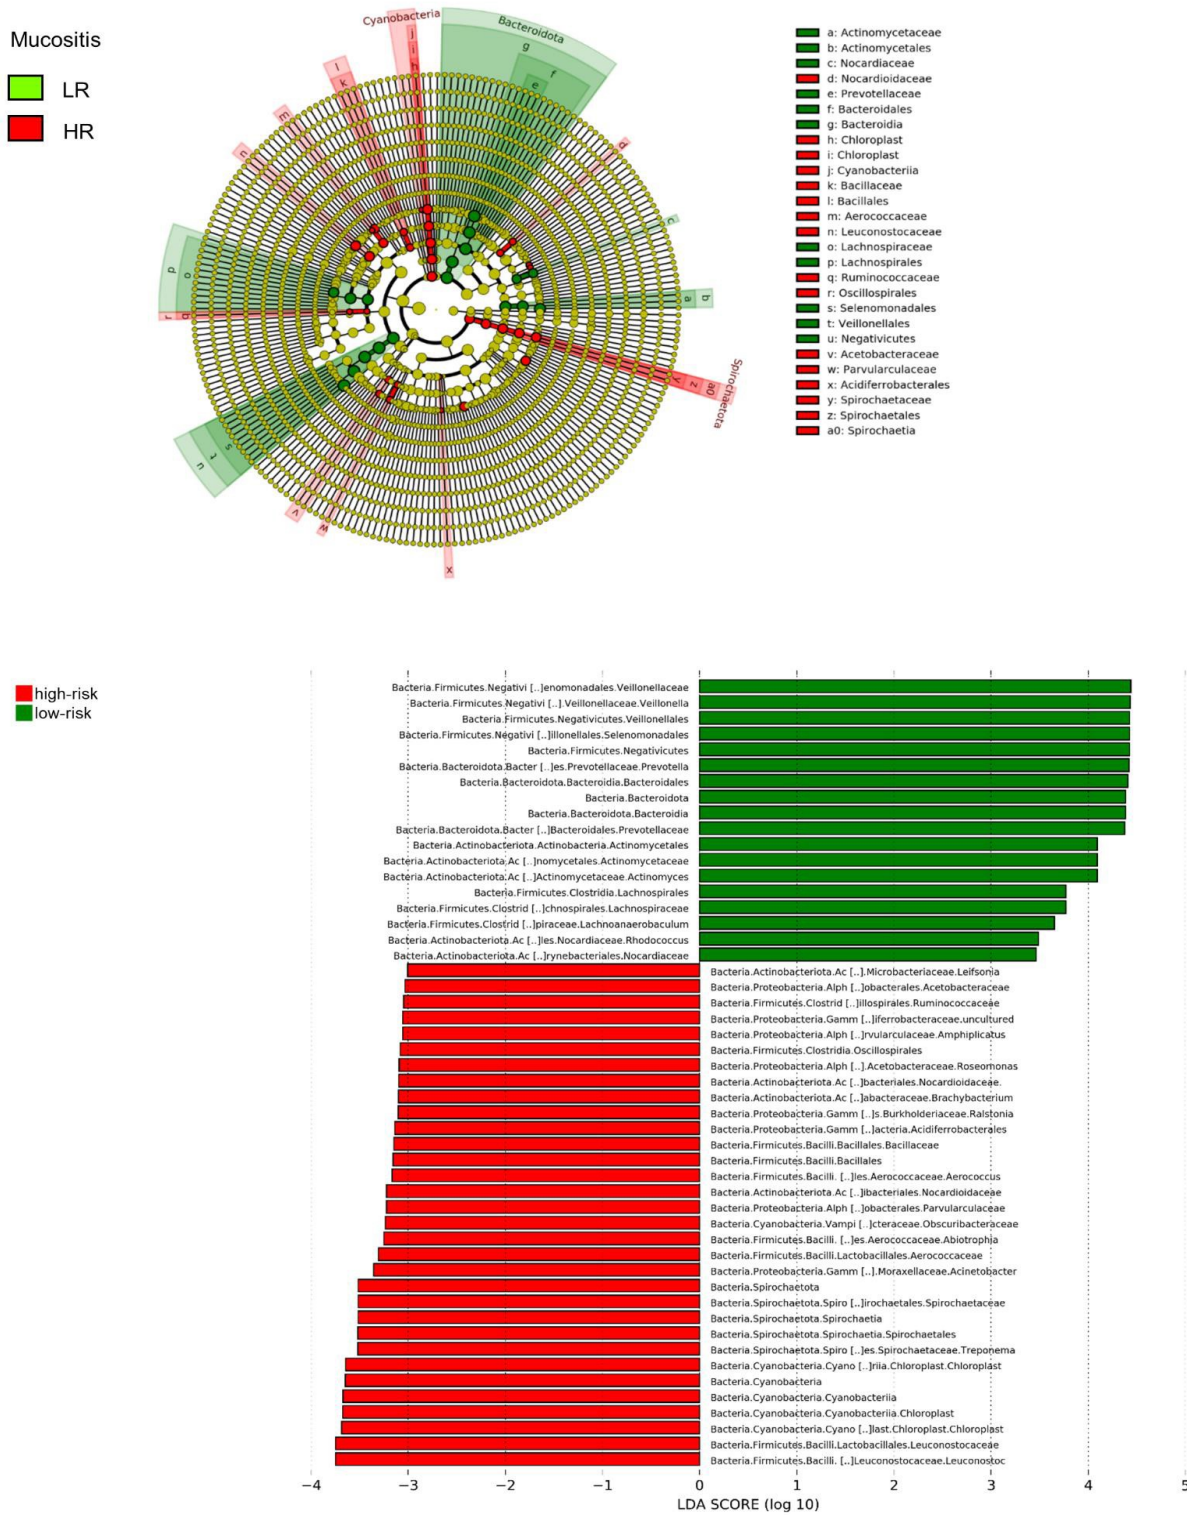 Mucositis
LR
HR
Cyanobacteria
Bacteroidota
Spirochaetota
j
i
h
g
f
e
l
k
m
n
d
c
b
a
p
o
r
q
s
t
u
v
w
x
y
z
a0
a: Actinomycetaceae
b: Actinomycetales
c: Nocardiaceae
d: Nocardioidaceae
e: Prevotellaceae
f: Bacteroidales
g: Bacteroidia
h: Chloroplast
i: Chloroplast
j: Cyanobacteriia
k: Bacillaceae
l: Bacillales
m: Aerococcaceae
n: Leuconostocaceae
o: Lachnospiraceae
p: Lachnospirales
q: Ruminococcaceae
r: Oscillospirales
s: Selenomonadales
t: Veillonellales
u: Negativicutes
v: Acetobacteraceae
w: Parvularculaceae
x: Acidiferrobacterales
y: Spirochaetaceae
z: Spirochaetales
a0: Spirochaetia
high-risk
low-risk
Bacteria.Firmicutes.Negativi [..]enomonadales.Veillonellaceae
Bacteria.Firmicutes.Negativi [..].Veillonellaceae.Veillonella
Bacteria.Firmicutes.Negativicutes.Veillonellales
Bacteria.Firmicutes.Negativi [..]illonellales.Selenomonadales
Bacteria.Firmicutes.Negativicutes
Bacteria.Bacteroidota.Bacter [..]es.Prevotellaceae.Prevotella
Bacteria.Bacteroidota.Bacteroidia.Bacteroidales
Bacteria.Bacteroidota
Bacteria.Bacteroidota.Bacteroidia
Bacteria.Bacteroidota.Bacter [..]Bacteroidales.Prevotellaceae
Bacteria.Actinobacteriota.Actinobacteria.Actinomycetales
Bacteria.Actinobacteriota.Ac [..]nomycetales.Actinomycetaceae
Bacteria.Actinobacteriota.Ac [..]Actinomycetaceae.Actinomyces
Bacteria.Firmicutes.Clostridia.Lachnospirales
Bacteria.Firmicutes.Clostrid [..]chnospirales.Lachnospiraceae
Bacteria.Firmicutes.Clostrid [..]piraceae.Lachnoanaerobaculum
Bacteria.Actinobacteriota.Ac [..]les.Nocardiaceae.Rhodococcus
Bacteria.Actinobacteriota.Ac [..]rynebacteriales.Nocardiaceae
Bacteria.Actinobacteriota.Ac [..].Microbacteriaceae.Leifsonia
Bacteria.Proteobacteria.Alph [..]obacterales.Acetobacteraceae
Bacteria.Firmicutes.Clostrid [..]illospirales.Ruminococcaceae
Bacteria.Proteobacteria.Gamm [..]iferrobacteraceae.uncultured
Bacteria.Proteobacteria.Alph [..]rvularculaceae.Amphiplicatus
Bacteria.Firmicutes.Clostridia.Oscillospirales
Bacteria.Proteobacteria.Alph [..].Acetobacteraceae.Roseomonas
Bacteria.Actinobacteriota.Ac [..]bacteriales.Nocardioidaceae.
Bacteria.Actinobacteriota.Ac [..]abacteraceae.Brachybacterium
Bacteria.Proteobacteria.Gamm [..]s.Burkholderiaceae.Ralstonia
Bacteria.Proteobacteria.Gamm [..]acteria.Acidiferrobacterales
Bacteria.Firmicutes.Bacilli.Bacillales.Bacillaceae
Bacteria.Firmicutes.Bacilli.Bacillales
Bacteria.Firmicutes.Bacilli. [..]les.Aerococcaceae.Aerococcus
Bacteria.Actinobacteriota.Ac [..]ibacteriales.Nocardioidaceae
Bacteria.Proteobacteria.Alph [..]obacterales.Parvularculaceae
Bacteria.Cyanobacteria.Vampi [..]cteraceae.Obscuribacteraceae
Bacteria.Firmicutes.Bacilli. [..]es.Aerococcaceae.Abiotrophia
Bacteria.Firmicutes.Bacilli.Lactobacillales.Aerococcaceae
Bacteria.Proteobacteria.Gamm [..].Moraxellaceae.Acinetobacter
Bacteria.Spirochaetota
Bacteria.Spirochaetota.Spiro [..]irochaetales.Spirochaetaceae
Bacteria.Spirochaetota.Spirochaetia
Bacteria.Spirochaetota.Spirochaetia.Spirochaetales
Bacteria.Spirochaetota.Spiro [..]es.Spirochaetaceae.Treponema
Bacteria.Cyanobacteria.Cyano [..]riia.Chloroplast.Chloroplast
Bacteria.Cyanobacteria
Bacteria.Cyanobacteria.Cyanobacteriia
Bacteria.Cyanobacteria.Cyanobacteriia.Chloroplast
Bacteria.Cyanobacteria.Cyano [..]last.Chloroplast.Chloroplast
Bacteria.Firmicutes.Bacilli.Lactobacillales.Leuconostocaceae
Bacteria.Firmicutes.Bacilli. [..]Leuconostocaceae.Leuconostoc
−4 −3 −2 −1 0 1 2 3 4 5
LDA SCORE (log 10)